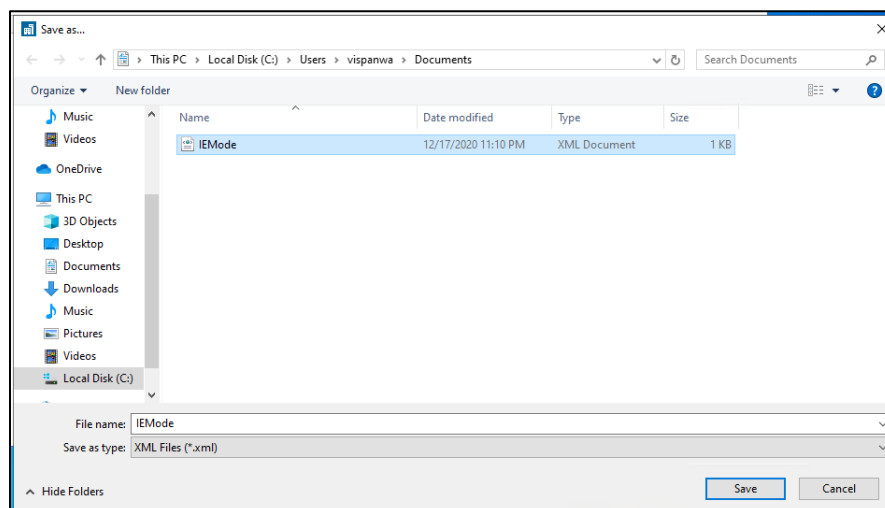 Save as...
This PC > Local Disk (C:) > Users > vispanwa > Documents
Search Documents
Organize
New folder
Name
Date modified
Type
Size
IEMode
12/17/2020 11:10 PM
XML Document
1 KB
Music
Videos
OneDrive
This PC
3D Objects
Desktop
Documents
Downloads
Music
Pictures
Videos
Local Disk (C:)
File name: IEMode
Save as type: XML Files (*.xml)
Hide Folders
Save
Cancel